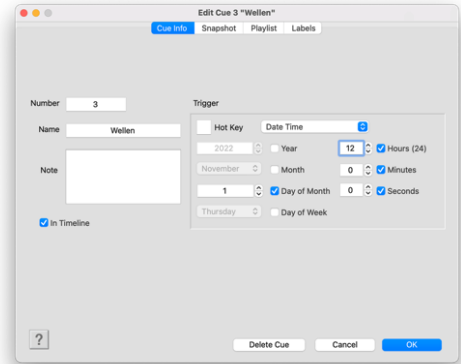 Edit Cue 3 "Wellen"
Cue Info Snapshot Playlist Labels
Number 3 Trigger
Hot Key Date Time
Name Wellen
2022 Year 12 Hours (24)
Note November Month 0 Minutes
1 Day of Month 0 Seconds
Thursday Day of Week
In Timeline
? Delete Cue Cancel OK